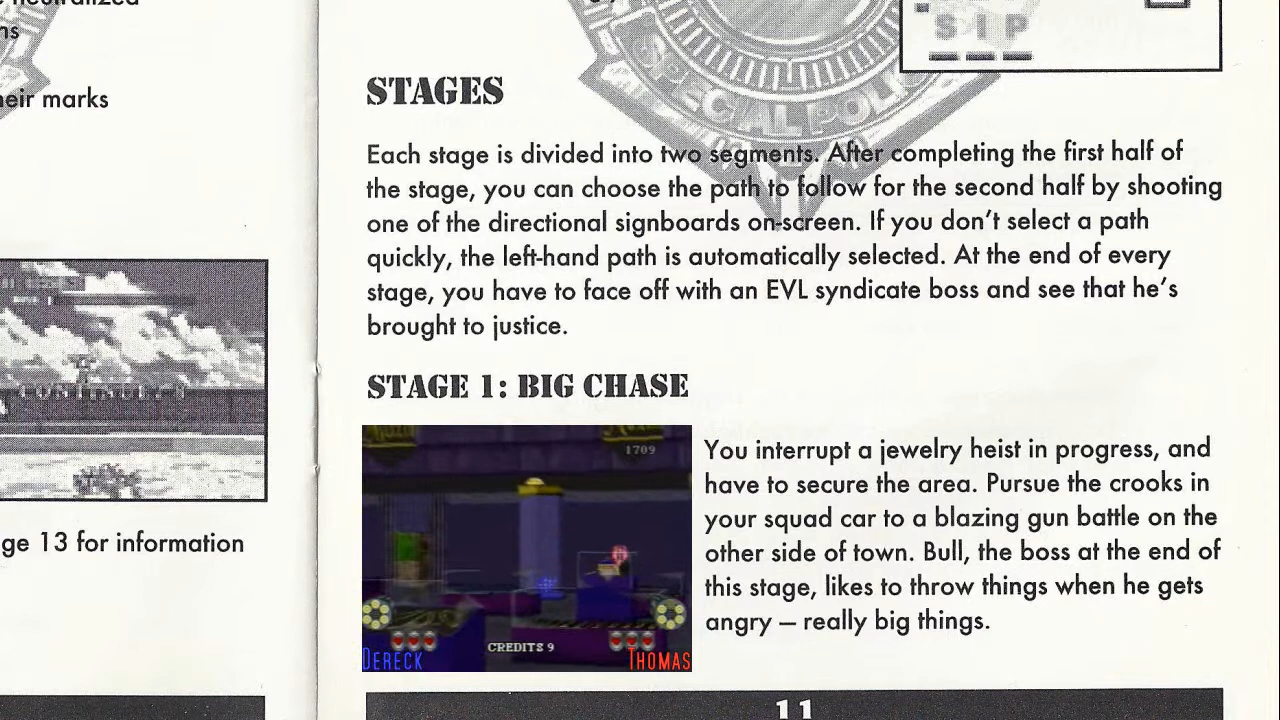 neutralized
ns
heir marks
ge 13 for information
SIP
SPECIAL POLI
STAGES
Each stage is divided into two segments. After completing the first half of
the stage, you can choose the path to follow for the second half by shooting
one of the directional signboards on-screen. If you don't select a path
quickly, the left-hand path is automatically selected. At the end of every
stage, you have to face off with an EVL syndicate boss and see that he's
brought to justice.
STAGE 1: BIG CHASE
You interrupt a jewelry heist in progress, and
have to secure the area. Pursue the crooks in
your squad car to a blazing gun battle on the
other side of town. Bull, the boss at the end of
this stage, likes to throw things when he gets
angry — really big things.
1709
CREDITS 9
DERECK
THOMAS
11